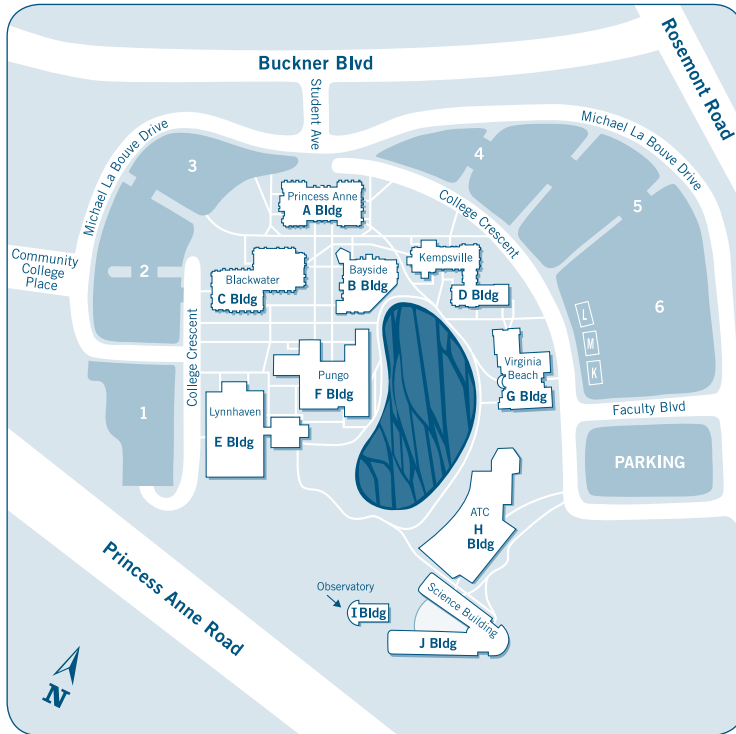 Buckner Blvd
Rosemont Road
Student Ave
Michael La Bouve Drive
Michael La Bouve Drive
3
4
College Crescent
Princess Anne
A Bldg
5
Community
College
Place
2
Blackwater
C Bldg
Bayside
B Bldg
Kempsville
D Bldg
6
L
M
K
College Crescent
Pungo
F Bldg
Virginia
Beach
G Bldg
1
Lynnhaven
E Bldg
Faculty Blvd
PARKING
ATC
H
Bldg
Princess Anne Road
Observatory
I Bldg
Science Building
J Bldg
N